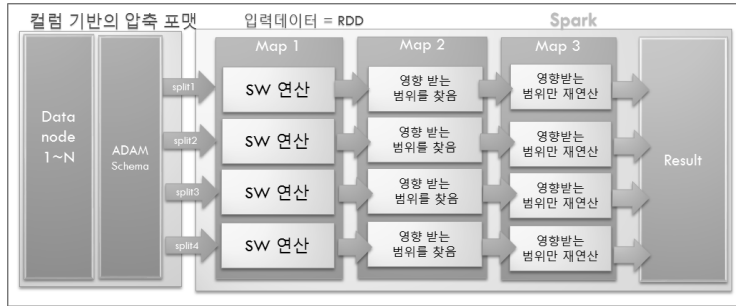 컬럼 기반의 압축 포맷
입력데이터 = RDD
Spark
Data
node
1~N
ADAM
Schema
split1
split2
split3
split4
Map 1
SW 연산
SW 연산
SW 연산
SW 연산
Map 2
영향 받는
범위를 찾음
영향 받는
범위를 찾음
영향 받는
범위를 찾음
영향 받는
범위를 찾음
Map 3
영향받는
범위만 재연산
영향받는
범위만 재연산
영향받는
범위만 재연산
영향받는
범위만 재연산
Result